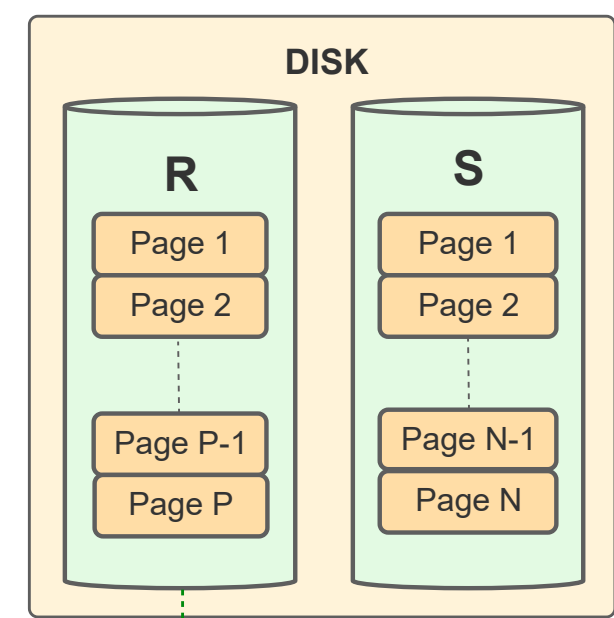 DISK
R
Page 1
Page 2
Page P-1
Page P
S
Page 1
Page 2
Page N-1
Page N